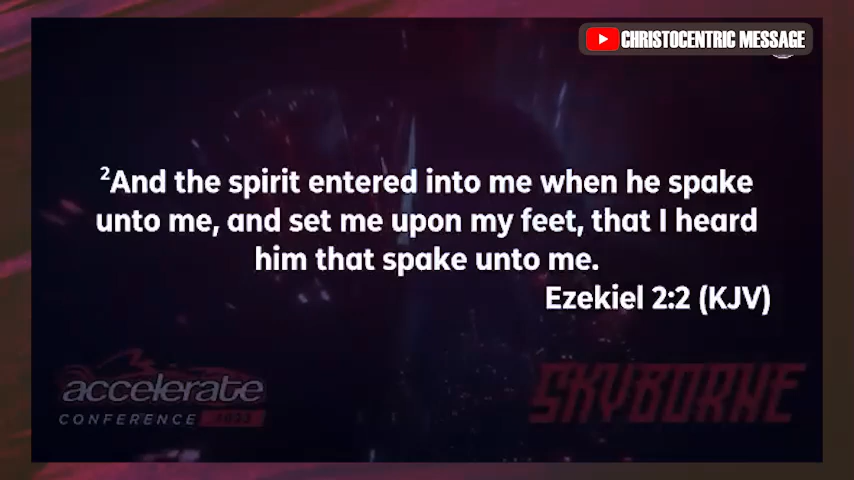 CHRISTOCENTRIC MESSAGE
²And the spirit entered into me when he spake
unto me, and set me upon my feet, that I heard
him that spake unto me.
Ezekiel 2:2 (KJV)
accelerate
CONFERENCE 2023
SKYBORNE